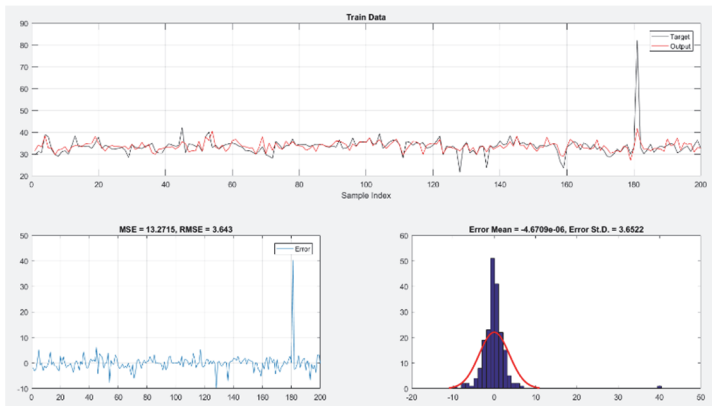 Train Data
90
80
70
60
50
40
30
20
Target
Output
0 20 40 60 80 100 120 140 160 180 200
Sample Index
MSE = 13.2715, RMSE = 3.643
50
40
30
20
10
0
-10
Error
0 20 40 60 80 100 120 140 160 180 200
Error Mean = -4.6709e-06, Error St.D. = 3.6522
60
50
40
30
20
10
0
-20 -10 0 10 20 30 40 50